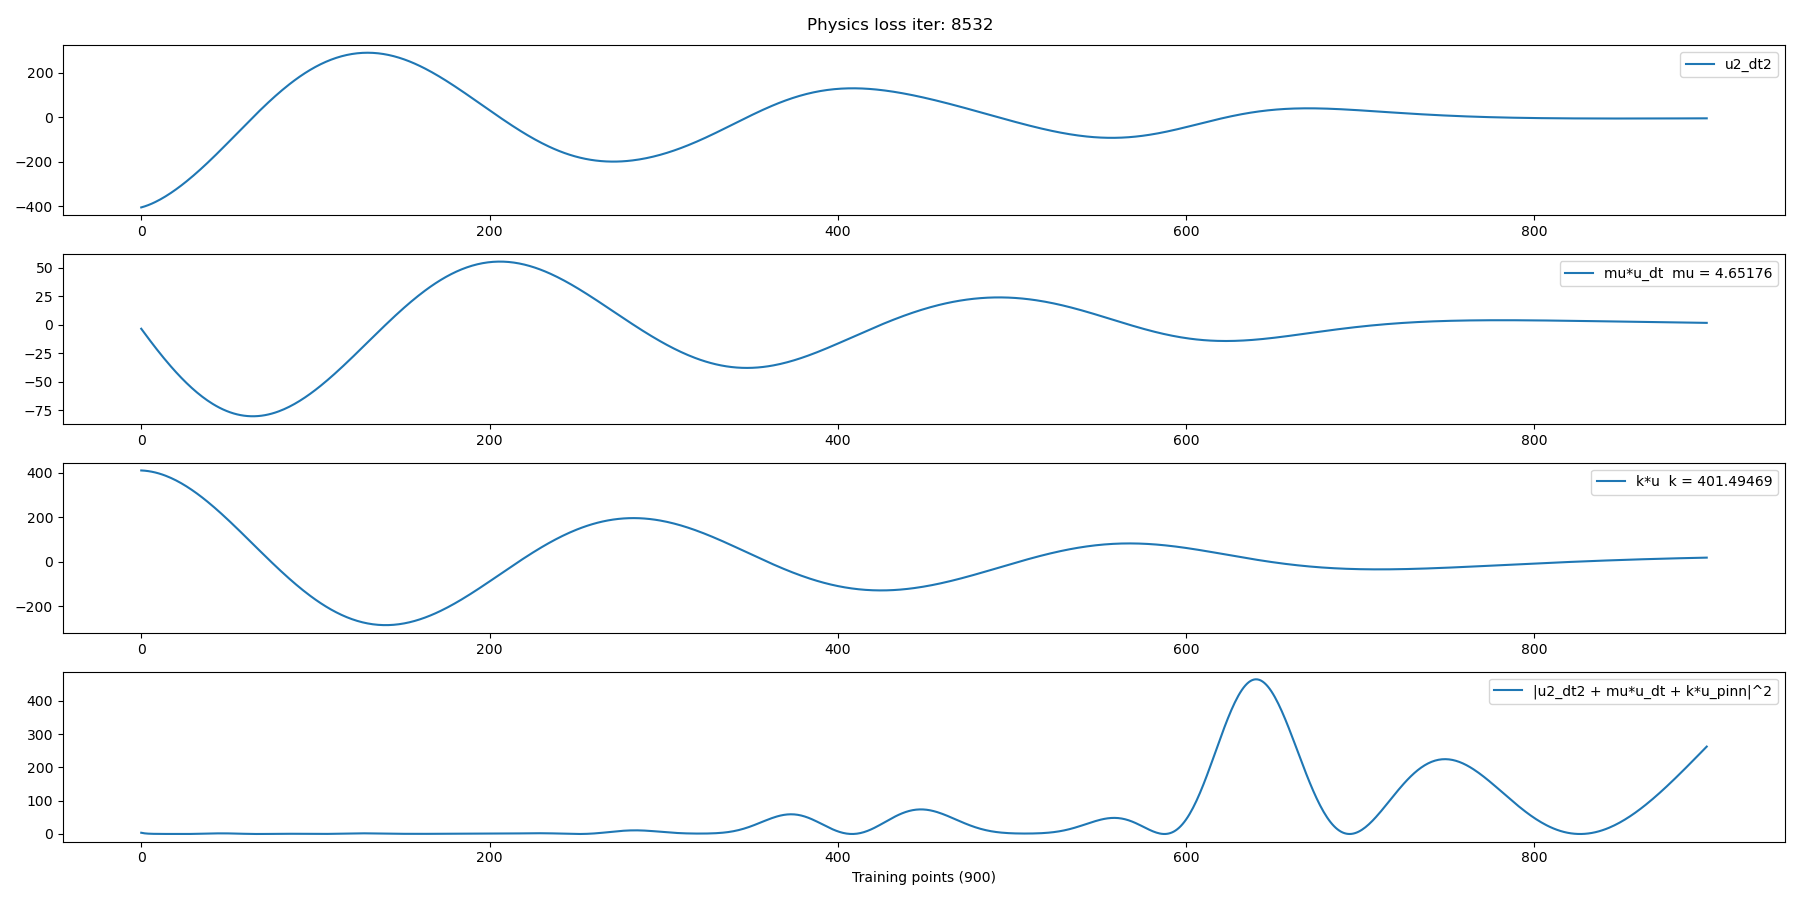 Physics loss iter: 8532
u2_dt2
200
0
−200
−400
0 200 400 600 800
mu*u_dt  mu = 4.65176
50
25
0
−25
−50
−75
0 200 400 600 800
k*u  k = 401.49469
400
200
0
−200
0 200 400 600 800
|u2_dt2 + mu*u_dt + k*u_pinn|^2
400
300
200
100
0
0 200 400 600 800
Training points (900)